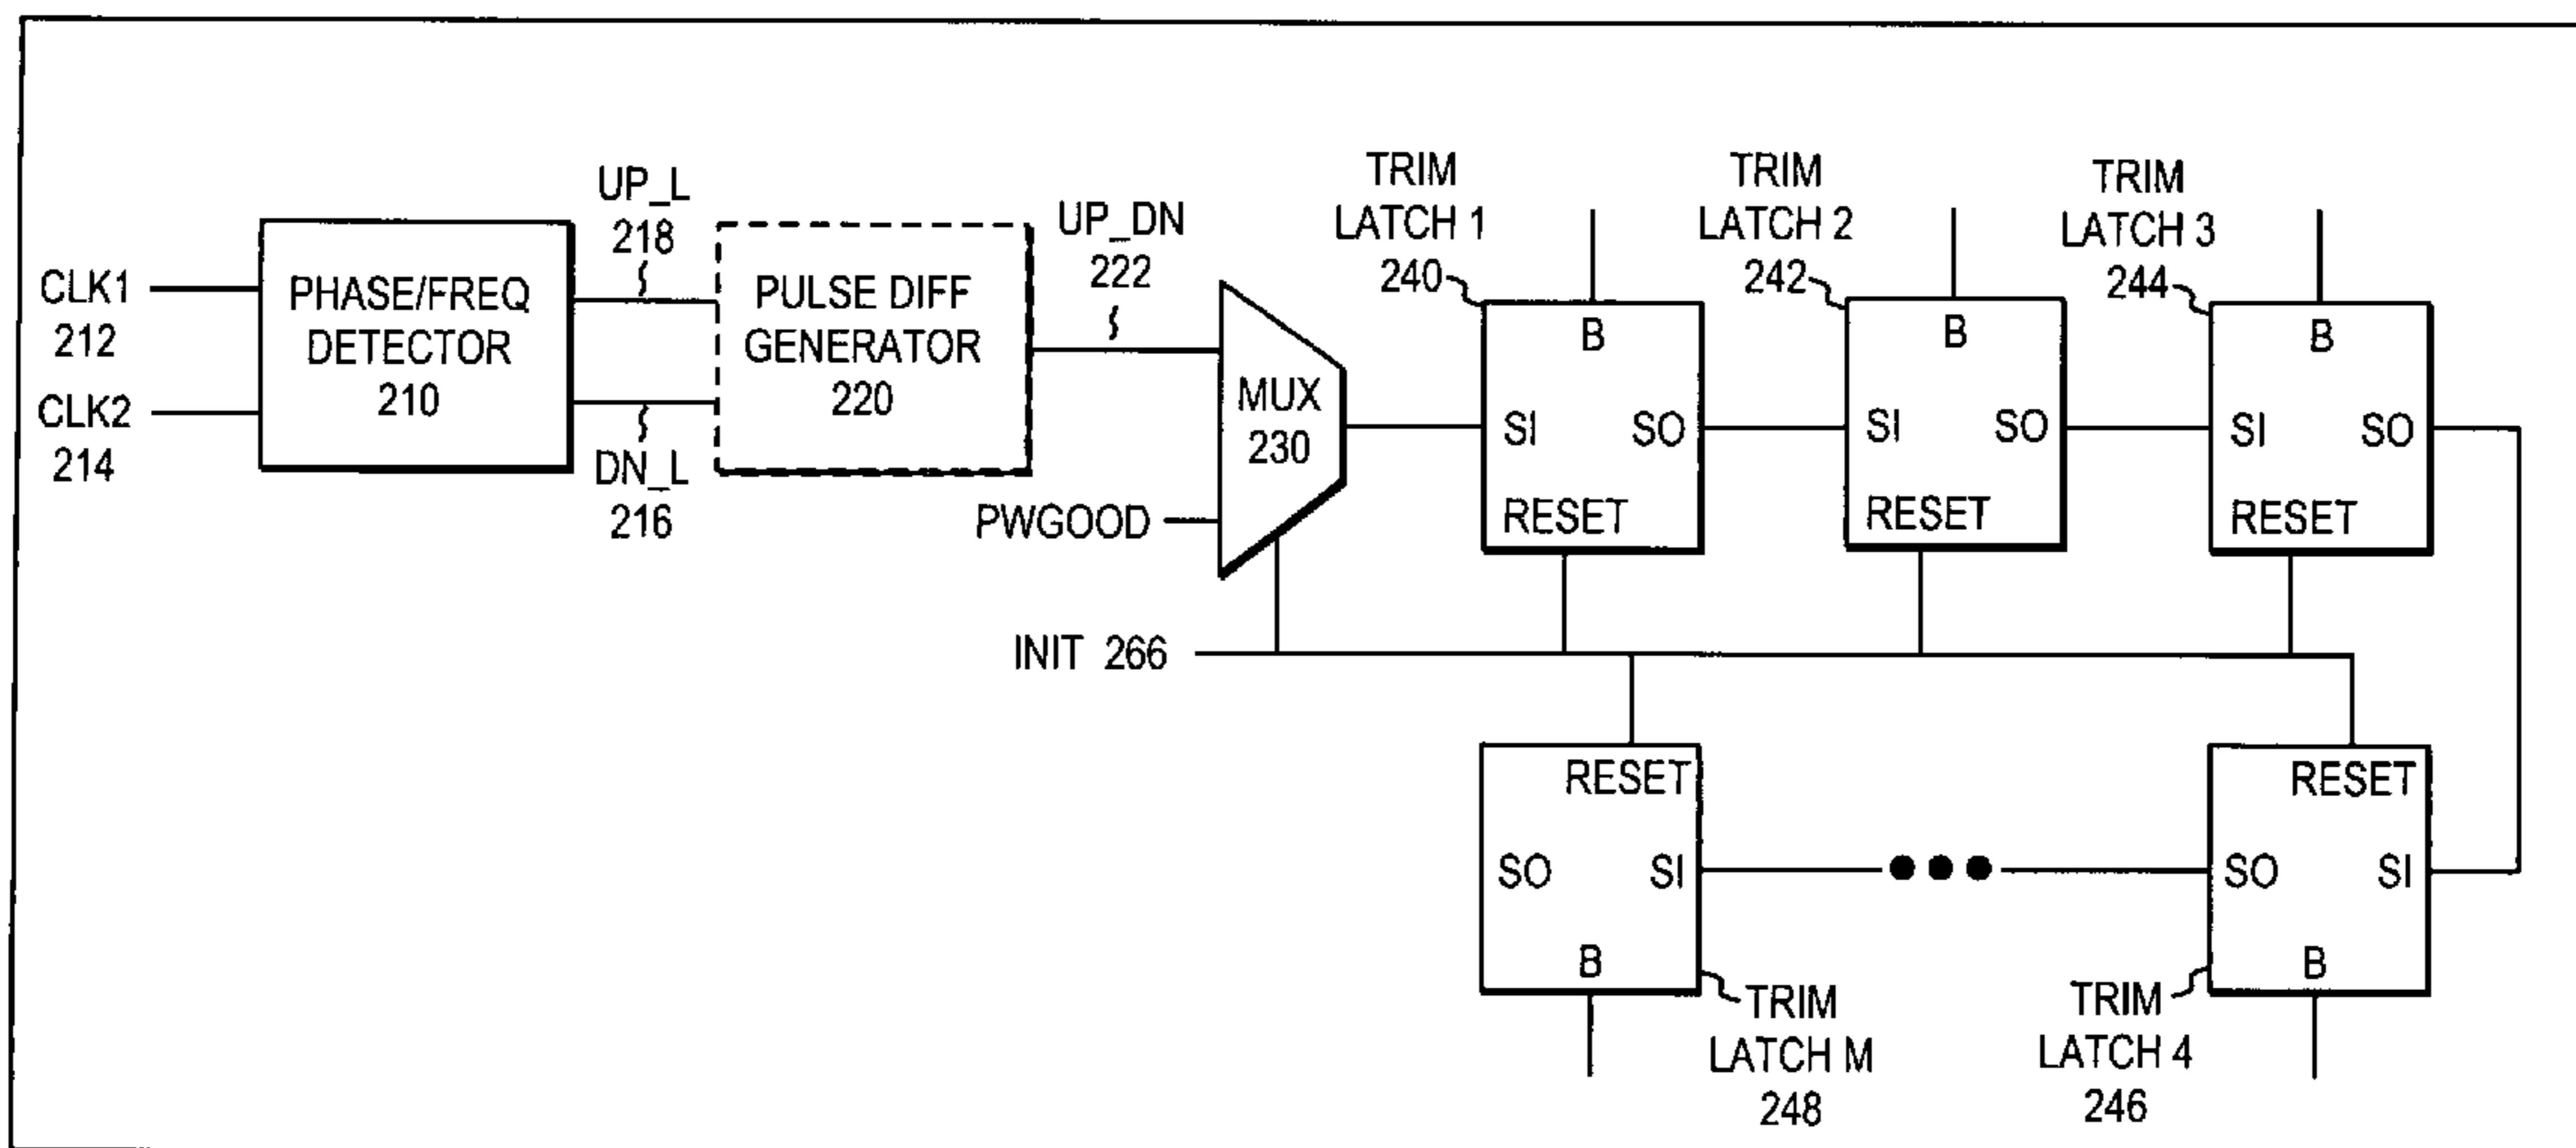 CLK1
212
CLK2
214
PHASE/FREQ
DETECTOR
210
UP_L
218
DN_L
216
PULSE DIFF
GENERATOR
220
UP_DN
222
PWGOOD
MUX
230
INIT 266
TRIM
LATCH 1
240
B
SI SO
RESET
TRIM
LATCH 2
242
B
SI SO
RESET
TRIM
LATCH 3
244
B
SI SO
RESET
RESET
SO SI
B
TRIM
LATCH M
248
RESET
SO SI
B
TRIM
LATCH 4
246